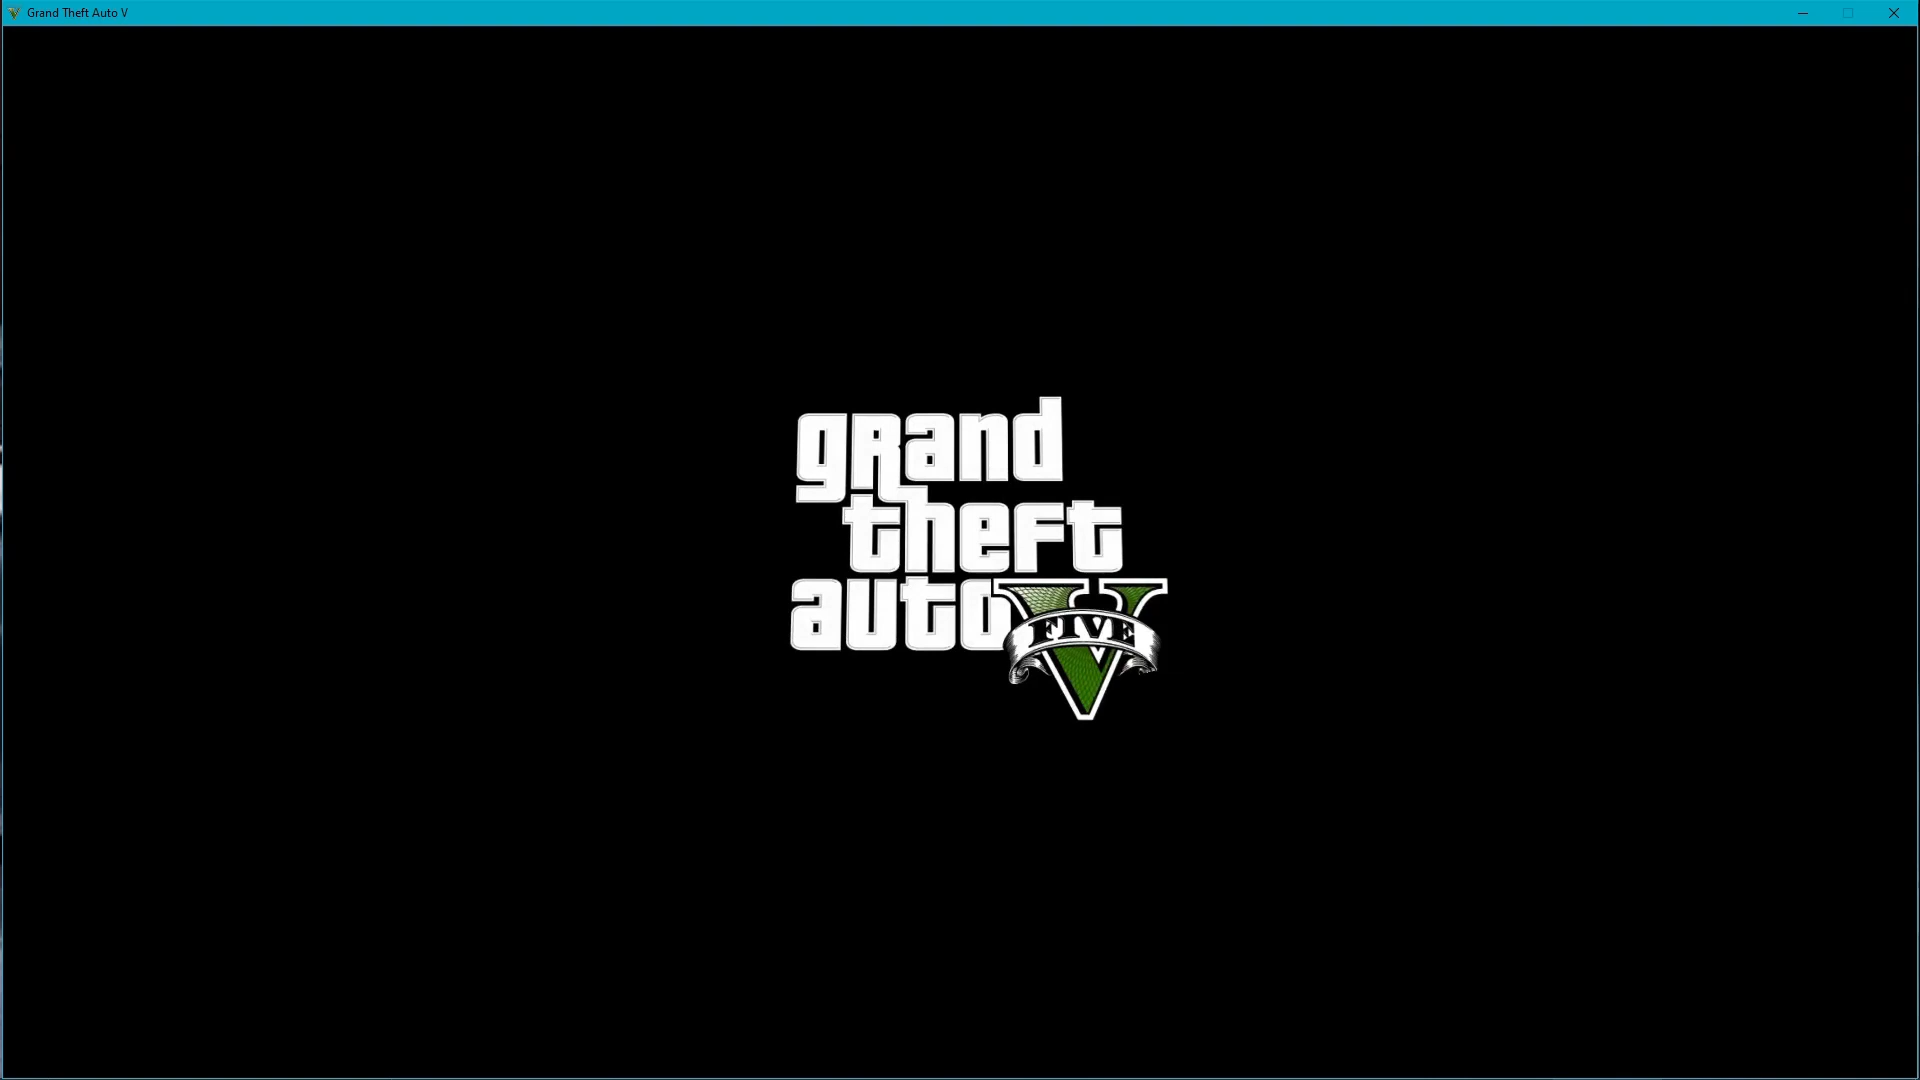 Grand Theft Auto V
grand
theft
auto V
FIVE